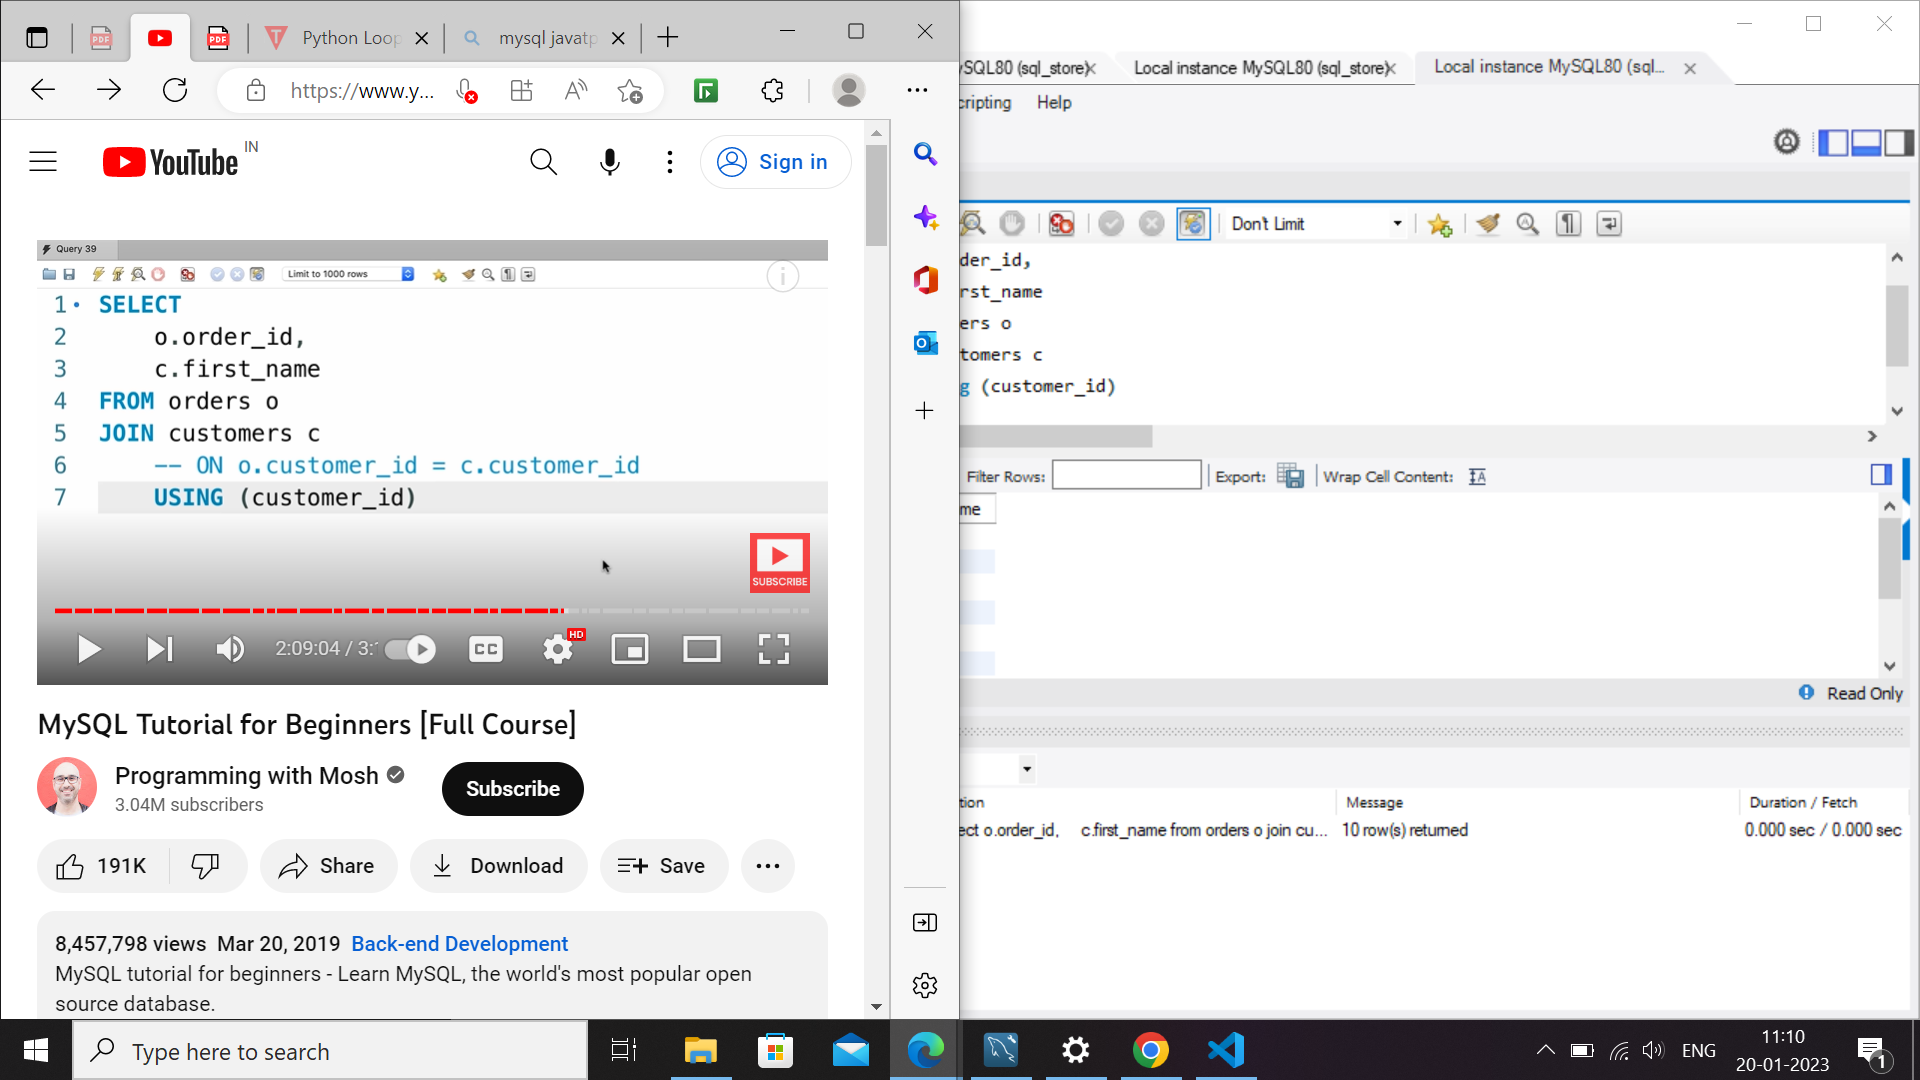 Python Loop
mysql javatp
https://www.y...
YouTube IN
Sign in
Query 39
Limit to 1000 rows
1 SELECT
2 o.order_id,
3 c.first_name
4 FROM orders o
5 JOIN customers c
6 -- ON o.customer_id = c.customer_id
7 USING (customer_id)
SUBSCRIBE
2:09:04 / 3:
CC
HD
MySQL Tutorial for Beginners [Full Course]
Programming with Mosh
3.04M subscribers
Subscribe
191K
Share
Download
Save
8,457,798 views Mar 20, 2019 Back-end Development
MySQL tutorial for beginners - Learn MySQL, the world's most popular open
source database.
SQL80 (sql_store)
Local instance MySQL80 (sql_store)
Local instance MySQL80 (sql...
cripting
Help
Don't Limit
der_id,
rst_name
ers o
tomers c
g (customer_id)
Filter Rows:
Export:
Wrap Cell Content:
me
Read Only
tion
Message
Duration / Fetch
ect o.order_id, c.first_name from orders o join cu...
10 row(s) returned
0.000 sec / 0.000 sec
Type here to search
ENG
11:10
20-01-2023
1